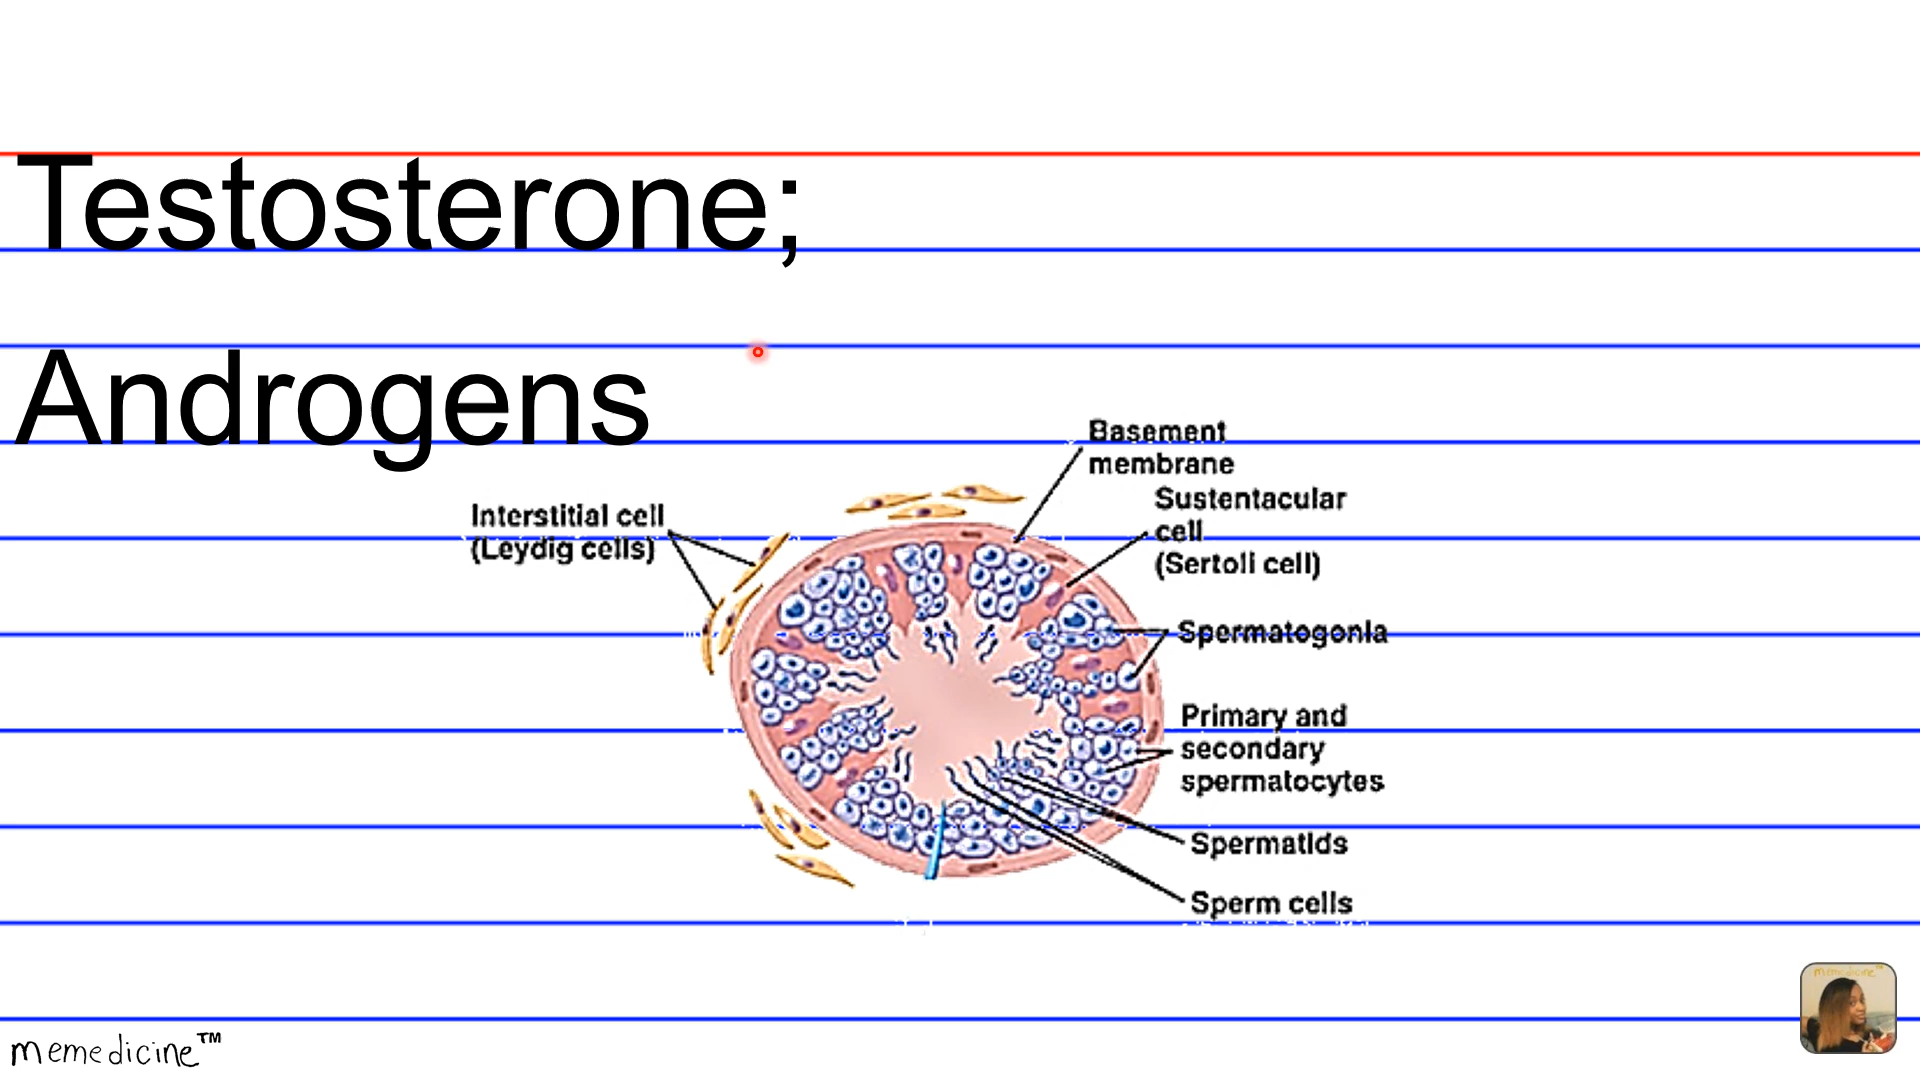 Testosterone;
Androgens
Basement
membrane
Sustentacular
cell
(Sertoli cell)
Interstitial cell
(Leydig cells)
Spermatogonia
Primary and
secondary
spermatocytes
Spermatids
Sperm cells
memedicine™
memedicine™